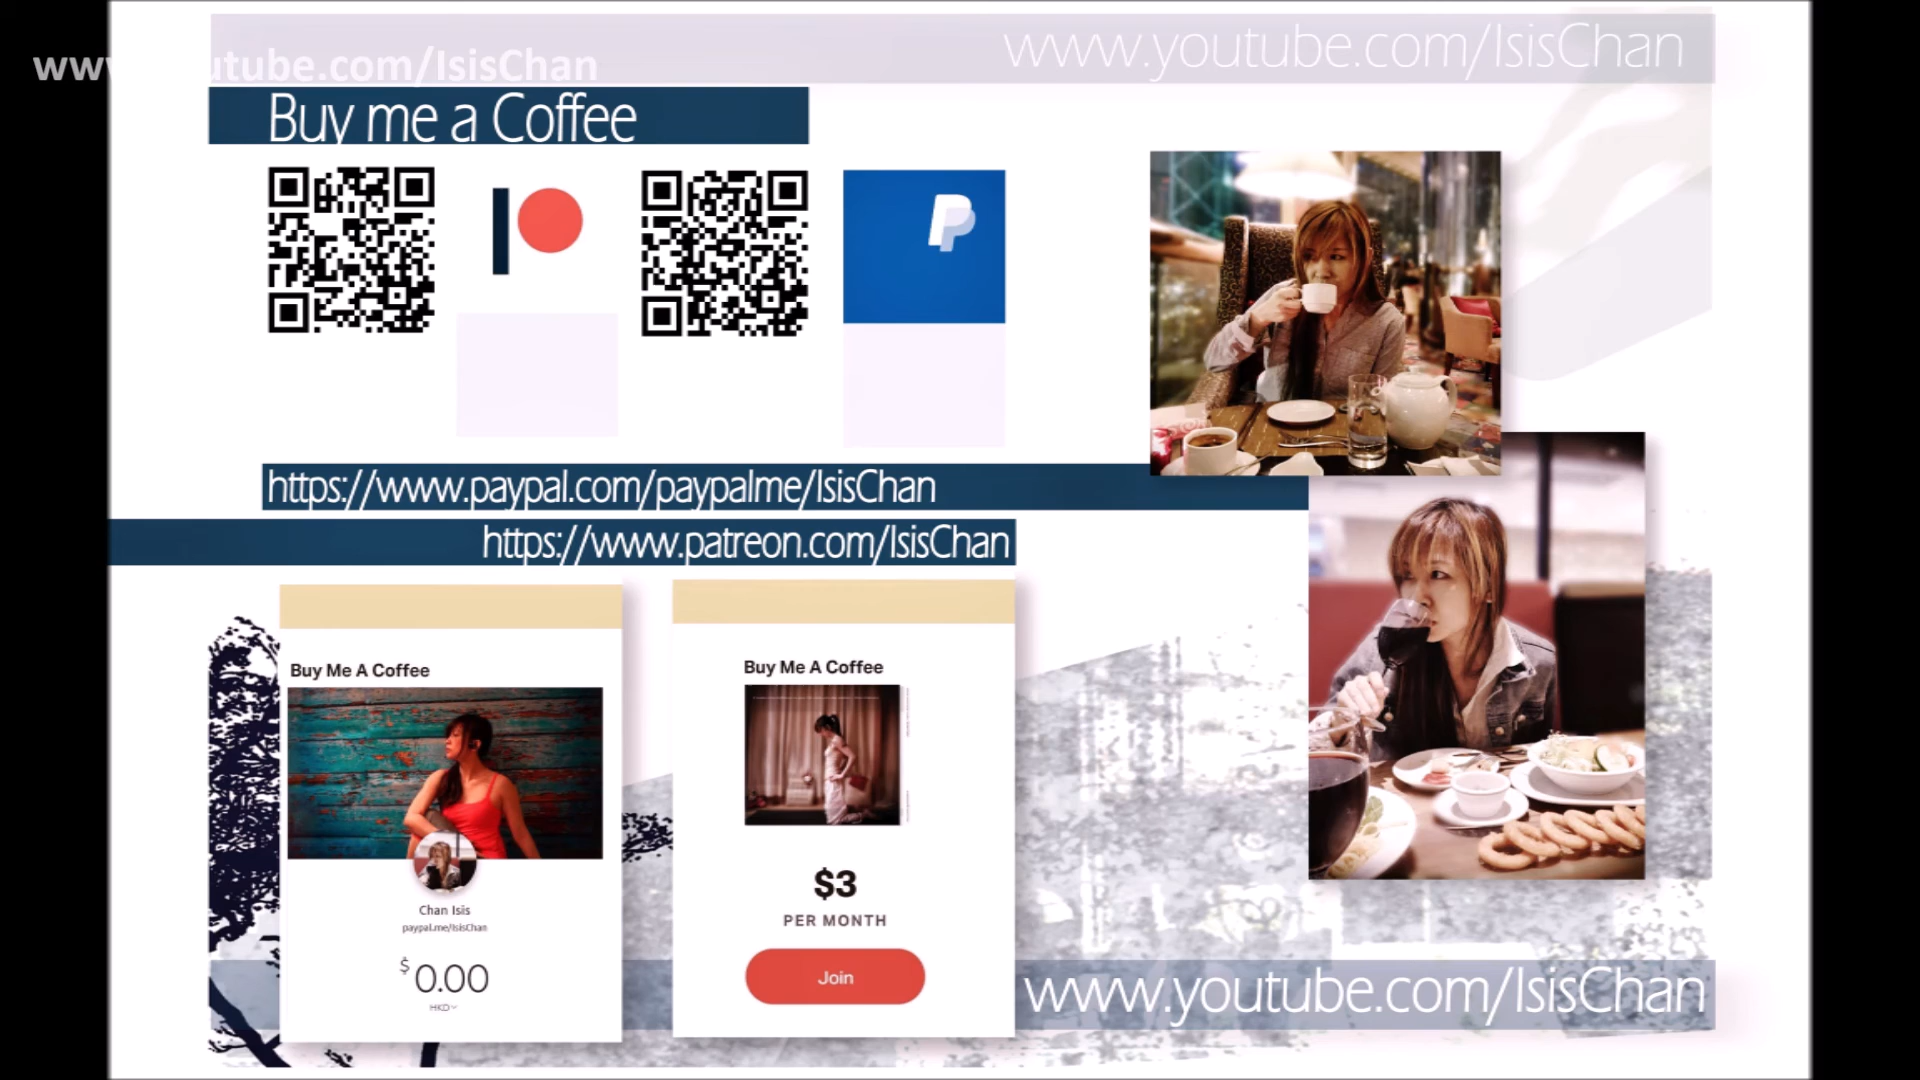 www.youtube.com/IsisChan
www.youtube.com/IsisChan
Buy me a Coffee
https://www.paypal.com/paypalme/IsisChan
https://www.patreon.com/IsisChan
Buy Me A Coffee
Chan Isis
paypal.me/IsisChan
$0.00
HKD
Buy Me A Coffee
$3
PER MONTH
Join
www.youtube.com/IsisChan